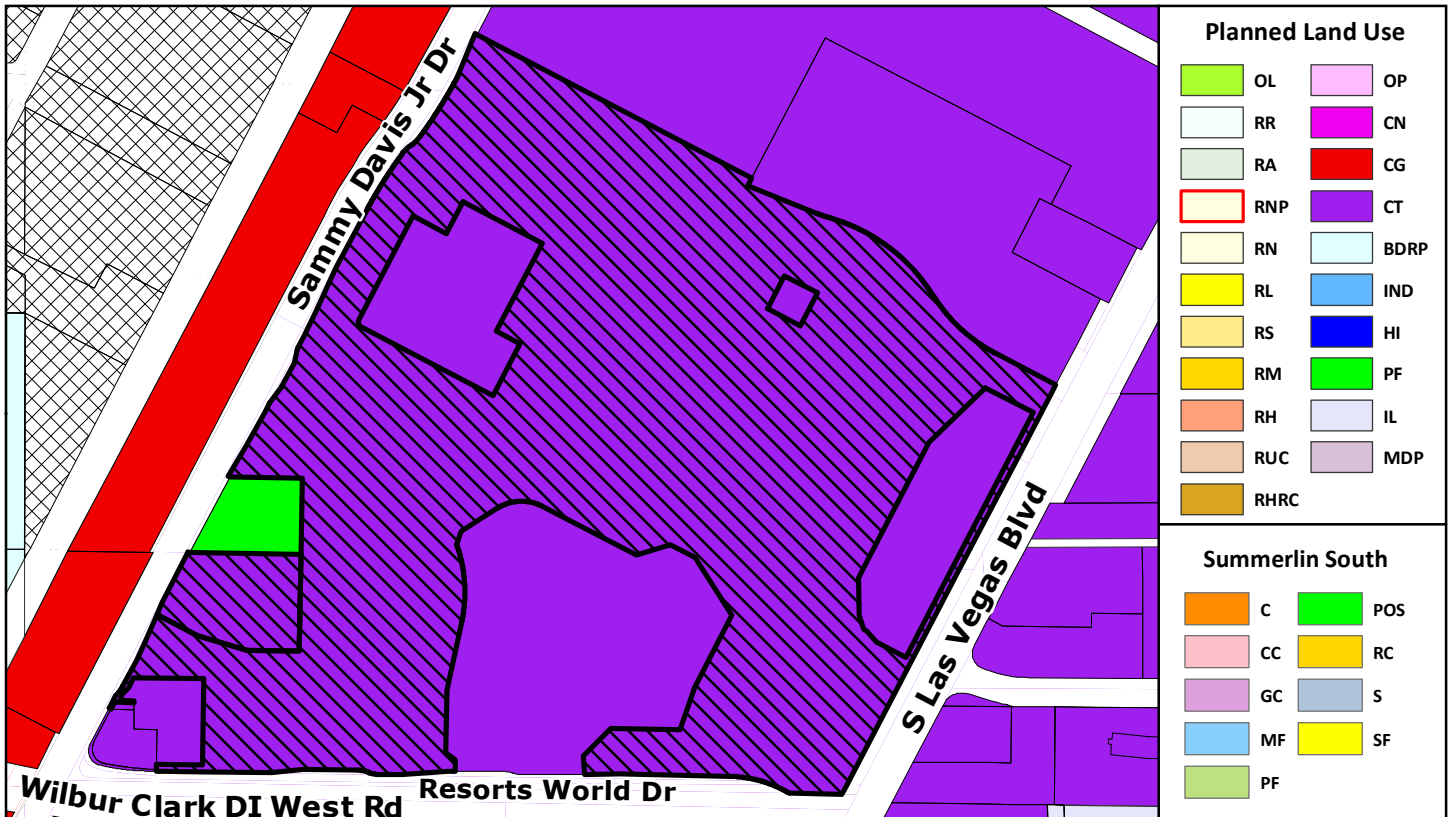 Sammy Davis Jr Dr
S Las Vegas Blvd
Resorts World Dr
Wilbur Clark DI West Rd
Planned Land Use
OL OP
RR CN
RA CG
RNP CT
RN BDRP
RL IND
RS HI
RM PF
RH IL
RUC MDP
RHRC
Summerlin South
C POS
CC RC
GC S
MF SF
PF